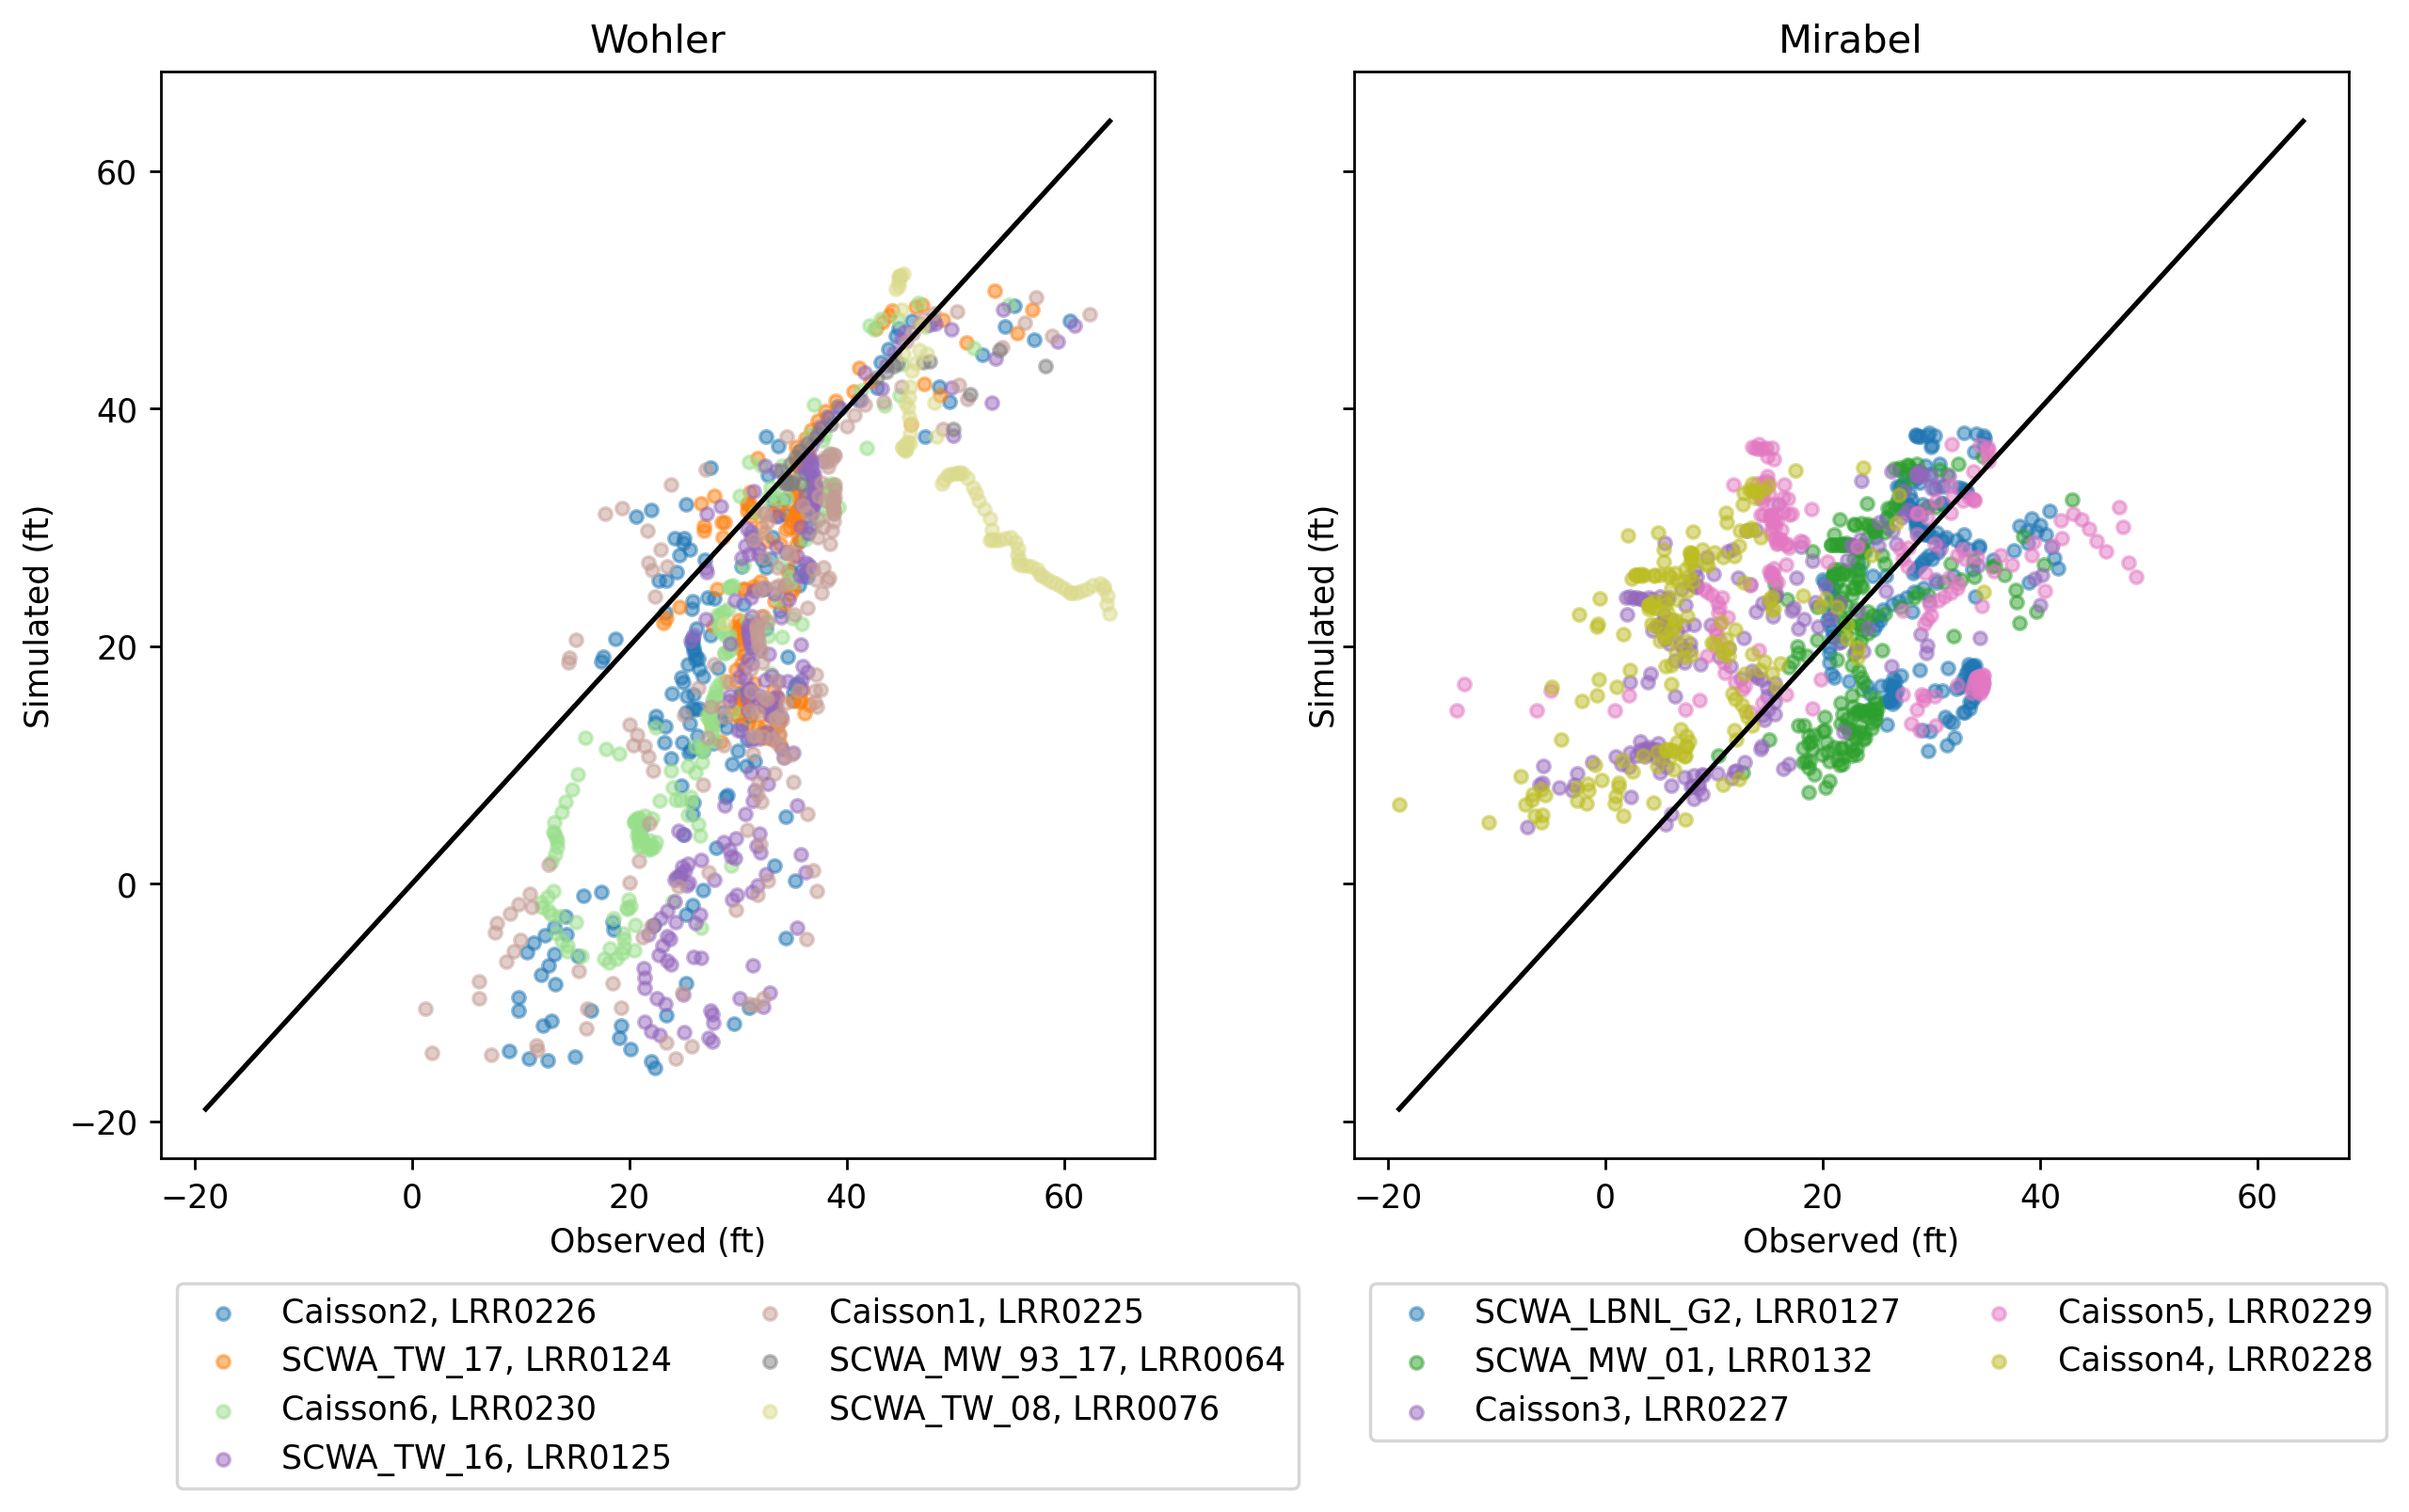 Wohler
Mirabel
60
40
20
0
−20
Simulated (ft)
Simulated (ft)
−20 0 20 40 60
−20 0 20 40 60
Observed (ft)
Observed (ft)
Caisson2, LRR0226
SCWA_TW_17, LRR0124
Caisson6, LRR0230
SCWA_TW_16, LRR0125
Caisson1, LRR0225
SCWA_MW_93_17, LRR0064
SCWA_TW_08, LRR0076
SCWA_LBNL_G2, LRR0127
SCWA_MW_01, LRR0132
Caisson3, LRR0227
Caisson5, LRR0229
Caisson4, LRR0228